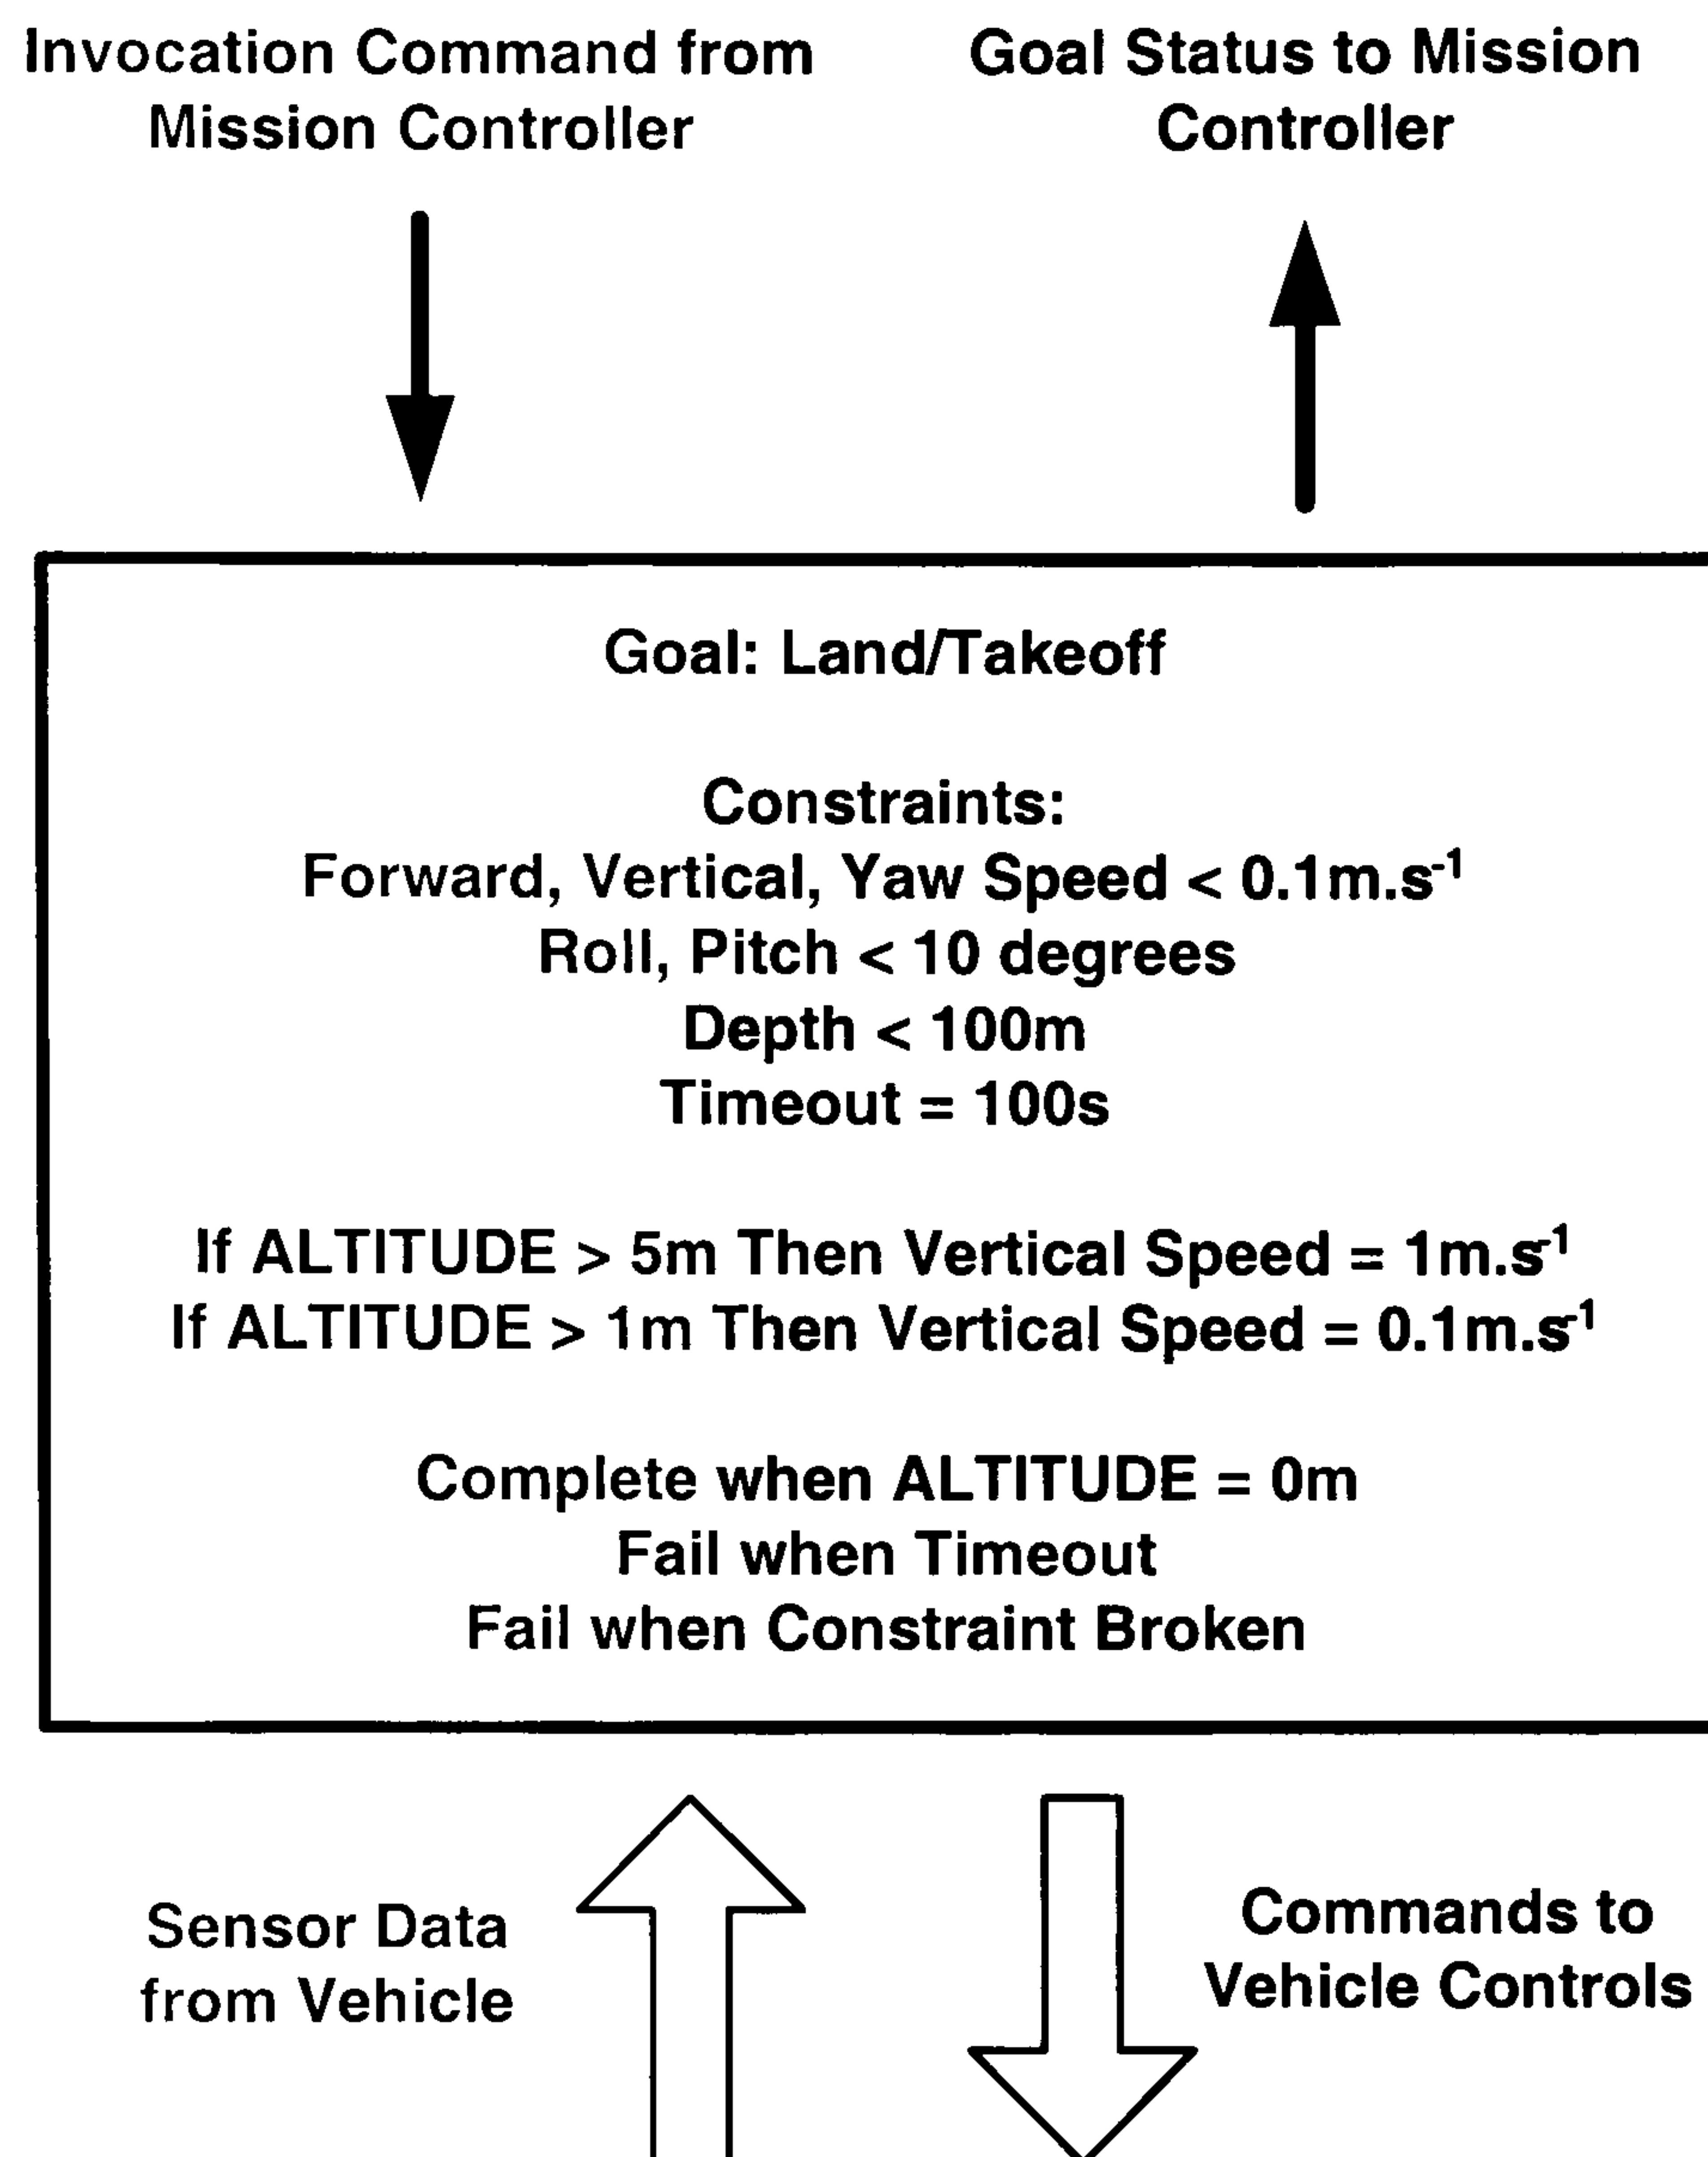 Invocation Command from
Mission Controller
Goal Status to Mission
Controller
Goal: Land/Takeoff
Constraints:
Forward, Vertical, Yaw Speed < 0.1m.s⁻¹
Roll, Pitch < 10 degrees
Depth < 100m
Timeout = 100s
If ALTITUDE > 5m Then Vertical Speed = 1m.s⁻¹
If ALTITUDE > 1m Then Vertical Speed = 0.1m.s⁻¹
Complete when ALTITUDE = 0m
Fail when Timeout
Fail when Constraint Broken
Sensor Data
from Vehicle
Commands to
Vehicle Controls